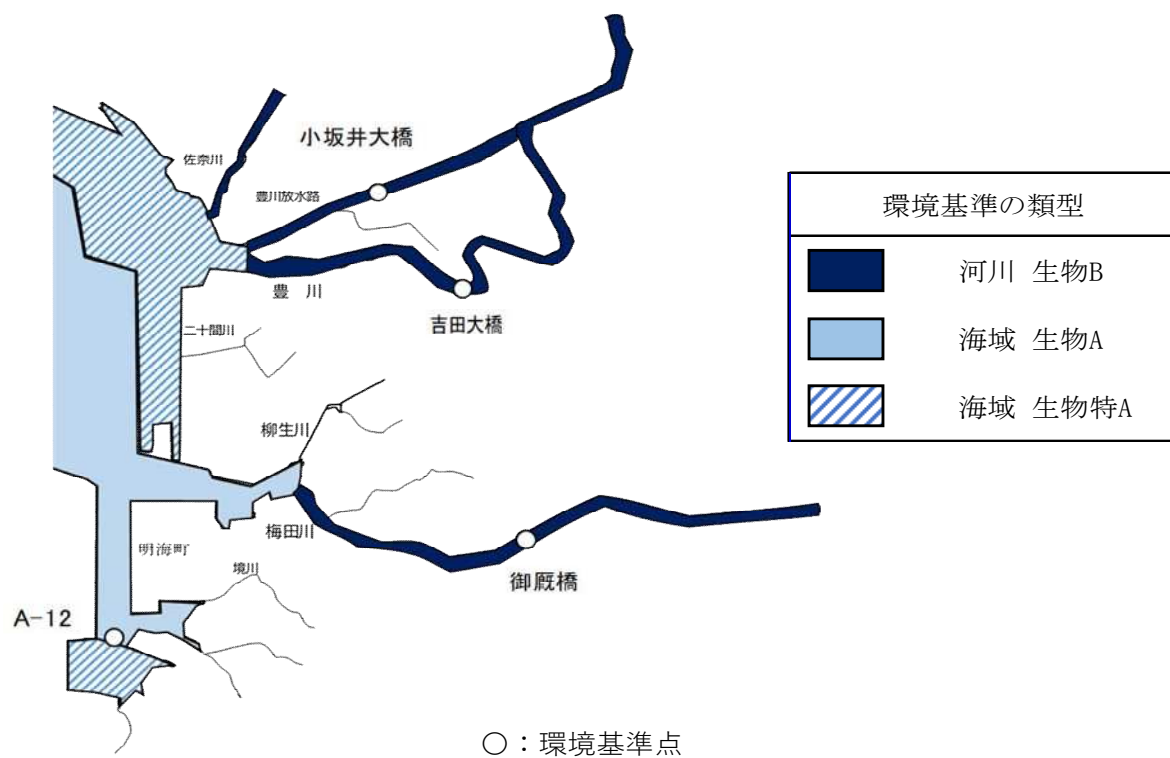 小坂井大橋
佐奈川
豊川放水路
豊　川
吉田大橋
二十間川
柳生川
梅田川
明海町
境川
御厩橋
A-12
環境基準の類型
河川 生物B
海域 生物A
海域 生物特A
○：環境基準点